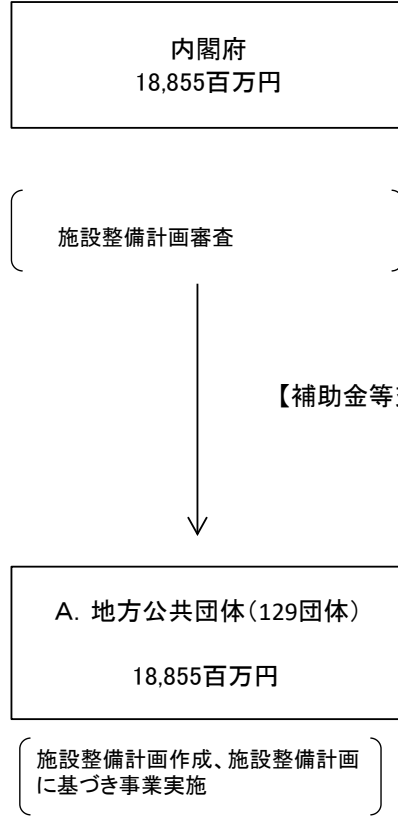 内閣府
18,855百万円
施設整備計画審査
【補助金等
A. 地方公共団体(129団体)
18,855百万円
施設整備計画作成、施設整備計画
に基づき事業実施